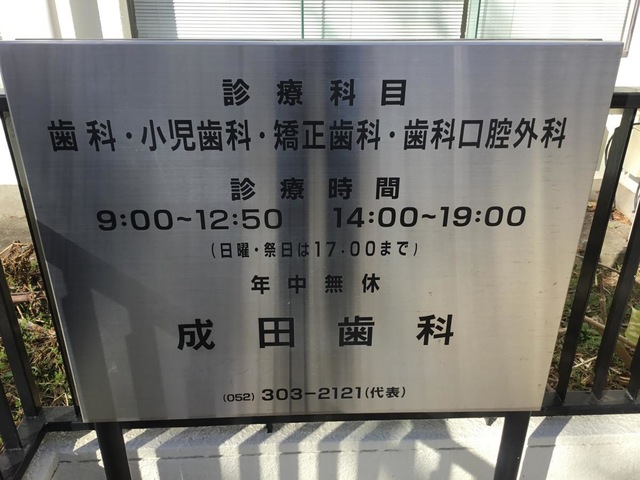 診療科目
歯科・小児歯科・矯正歯科・歯科口腔外科
診療時間
9:00~12:50 14:00~19:00
(日曜・祭日は17.00まで)
年中無休
成田歯科
(052) 303-2121(代表)